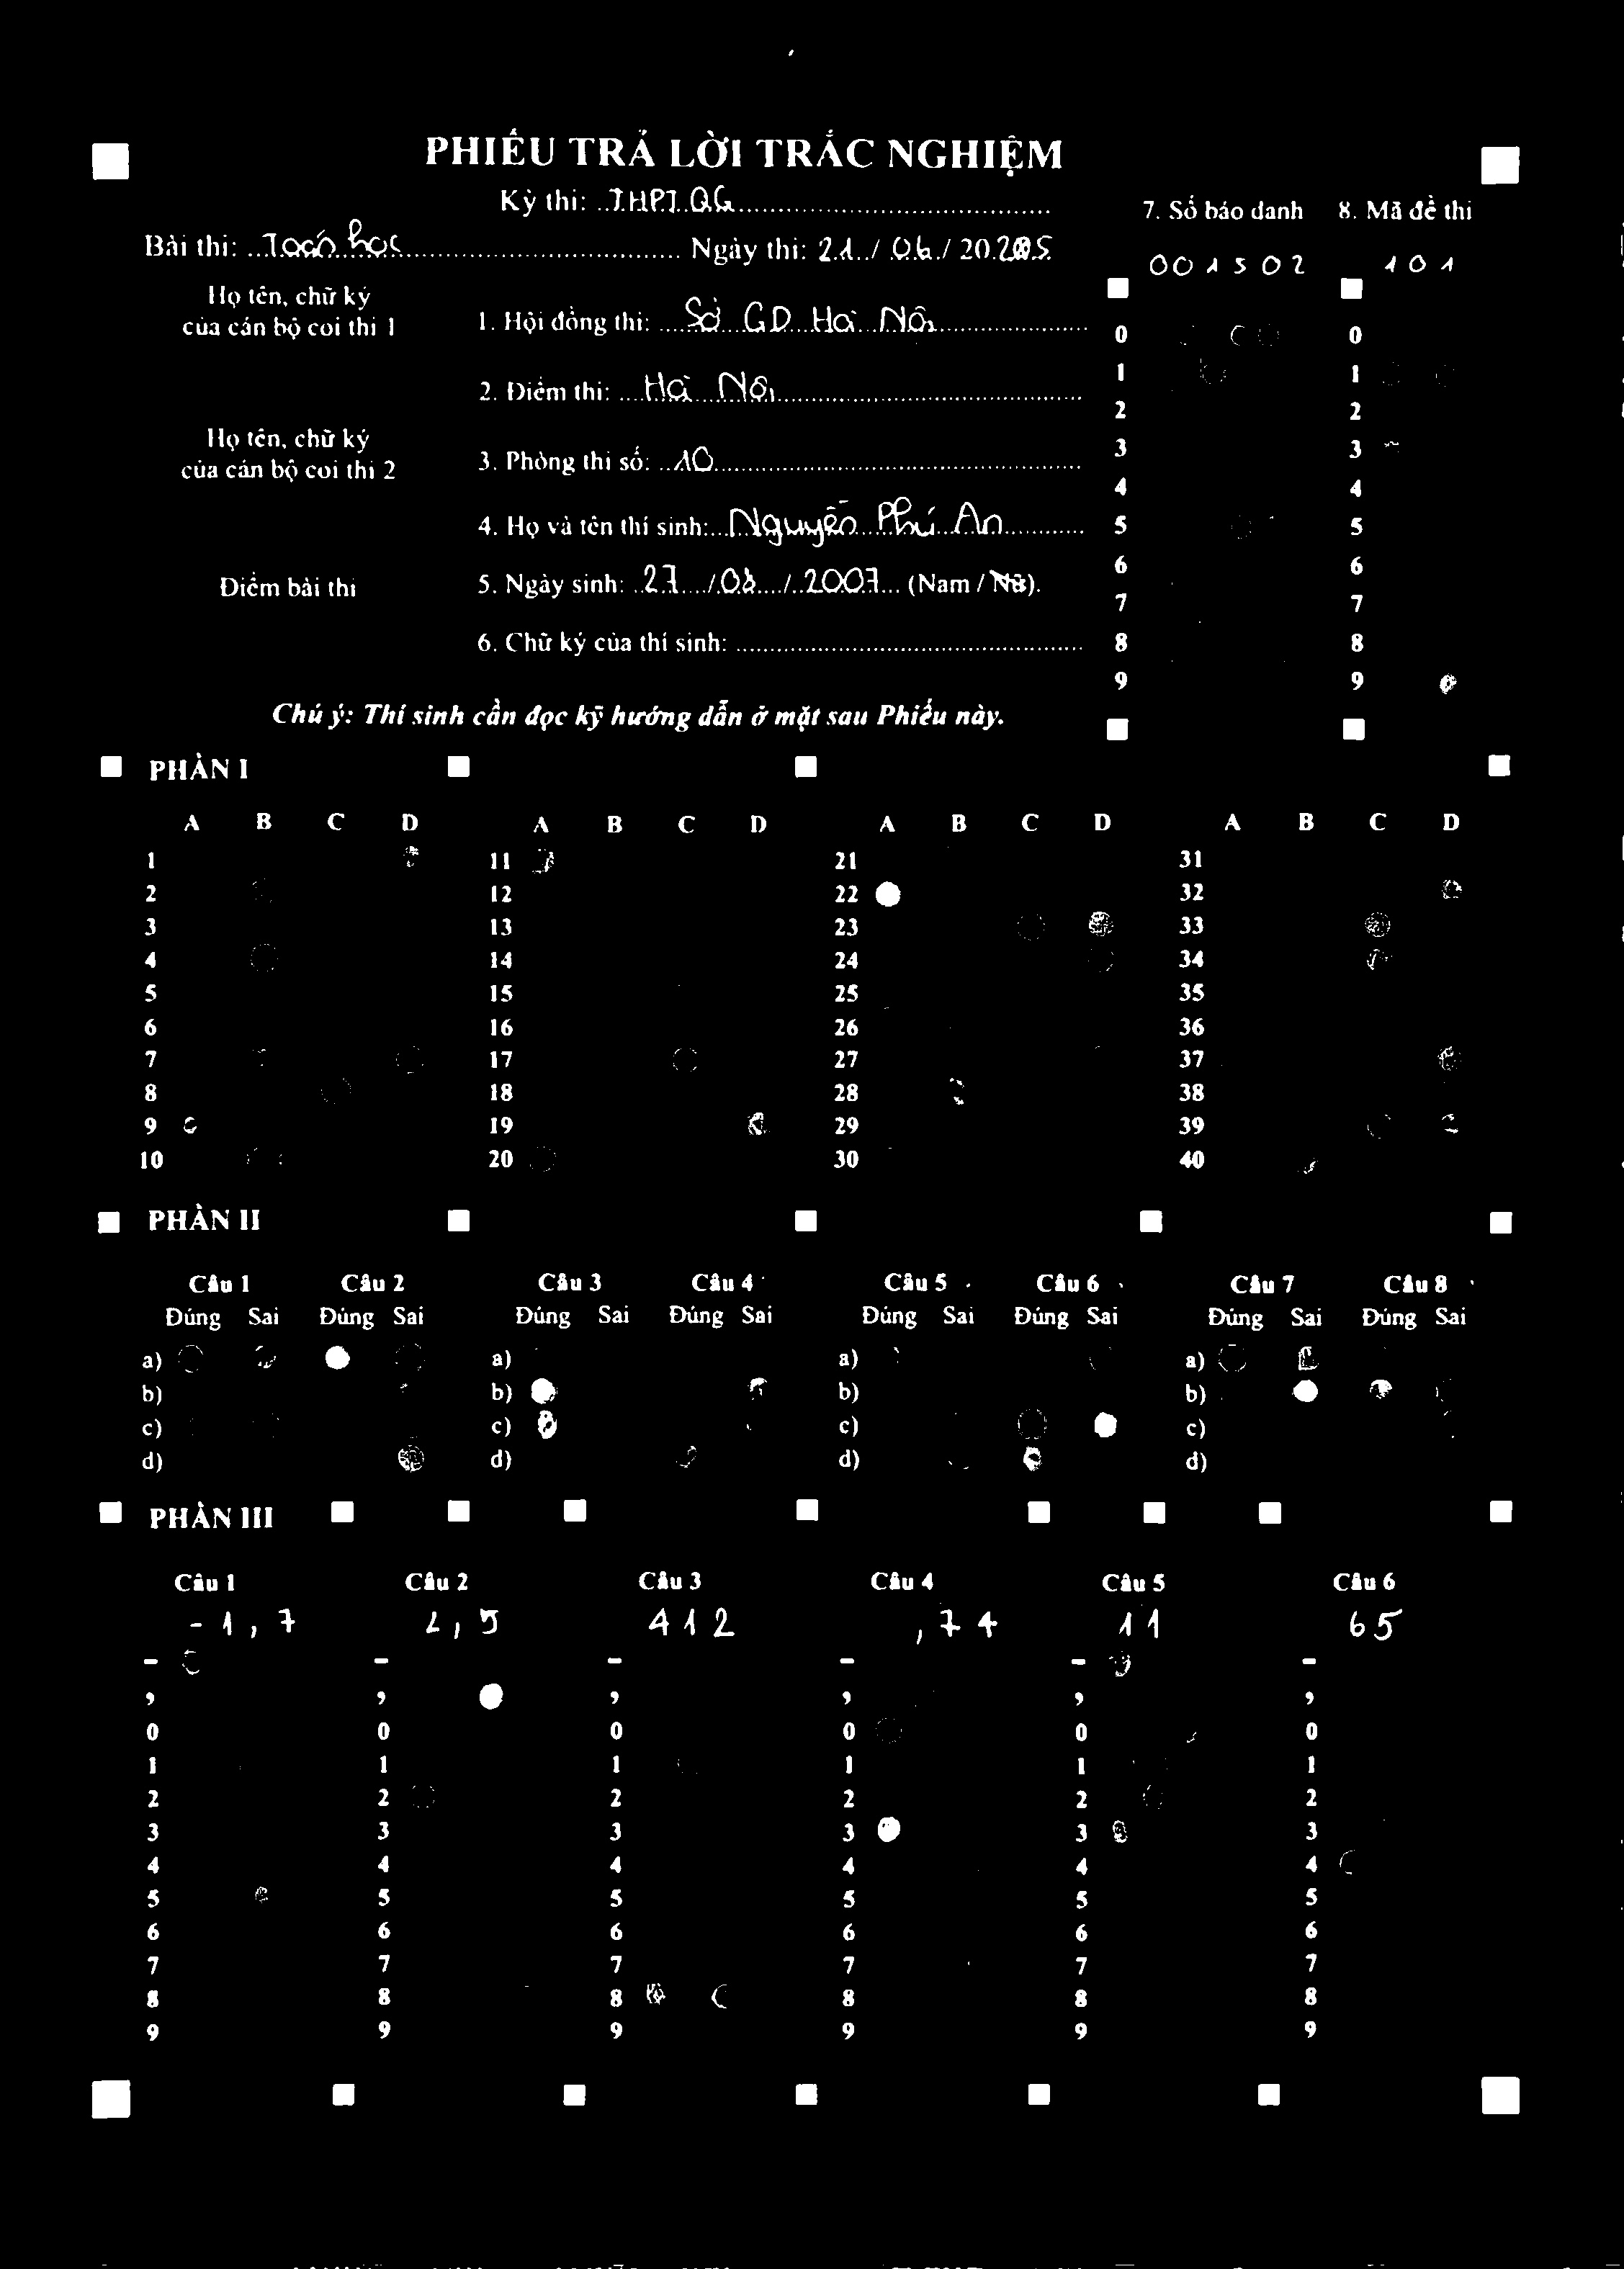 PHIẾU TRẢ LỜI TRẮC NGHIỆM
Kỳ thi: ..THPT.QG.......................................
Bài thi: ...Toán.học....................................... Ngày thi: 21../.06./ 20.25.
7. Số báo danh 8. Mã đề thi
001502 101
Họ tên, chữ ký
của cán bộ coi thi 1
1. Hội đồng thi: .....Sở...GD...Hà...Nội....................
2. Điểm thi: ....Hà....Nội........................................
Họ tên, chữ ký
của cán bộ coi thi 2
3. Phòng thi số: ..10.................................................
4. Họ và tên thí sinh:...Nguyễn...Phú...An............
Điểm bài thi
5. Ngày sinh: ..27..../.08..../..2007... (Nam / Nữ).
6. Chữ ký của thí sinh: ..................................................
Chú ý: Thí sinh cần đọc kỹ hướng dẫn ở mặt sau Phiếu này.
0 0
1 1
2 2
3 3
4 4
5 5
6 6
7 7
8 8
9 9
PHẦN I
A B C D A B C D A B C D A B C D
1 11 21 31
2 12 22 32
3 13 23 33
4 14 24 34
5 15 25 35
6 16 26 36
7 17 27 37
8 18 28 38
9 19 29 39
10 20 30 40
PHẦN II
Câu 1 Câu 2 Câu 3 Câu 4 Câu 5 Câu 6 Câu 7 Câu 8
Đúng Sai Đúng Sai Đúng Sai Đúng Sai Đúng Sai Đúng Sai Đúng Sai Đúng Sai
a) a) a) a)
b) b) b) b)
c) c) c) c)
d) d) d) d)
PHẦN III
Câu 1 Câu 2 Câu 3 Câu 4 Câu 5 Câu 6
-1,7 2,5 412 ,74 11 65
- - - - - -
, , , , , ,
0 0 0 0 0 0
1 1 1 1 1 1
2 2 2 2 2 2
3 3 3 3 3 3
4 4 4 4 4 4
5 5 5 5 5 5
6 6 6 6 6 6
7 7 7 7 7 7
8 8 8 8 8 8
9 9 9 9 9 9